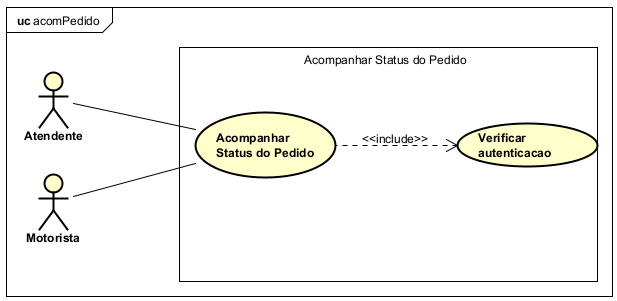 uc acomPedido
Acompanhar Status do Pedido
Atendente
Acompanhar
Status do Pedido
<<include>>
Verificar
autenticacao
Motorista